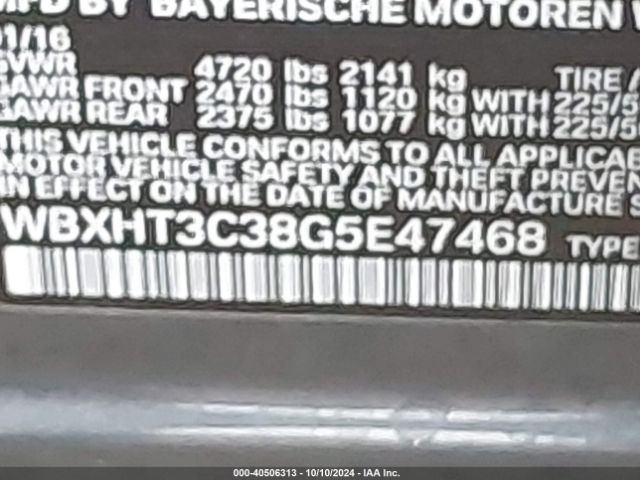 MFD BY BAYERISCHE MOTOREN
01/16
GVWR 4720 lbs 2141 kg TIRE
GAWR FRONT 2470 lbs 1120 kg WITH 225/5
GAWR REAR 2375 lbs 1077 kg WITH 225/5
THIS VEHICLE CONFORMS TO ALL APPLICAB
MOTOR VEHICLE SAFETY AND THEFT PREVEN
IN EFFECT ON THE DATE OF MANUFACTURE
WBXHT3C38G5E47468 TYPE
000-40506313 - 10/10/2024 - IAA Inc.